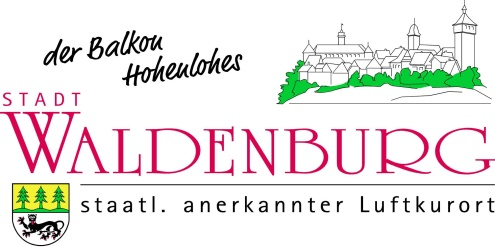 der Balkon
Hohenlohes
STADT
WALDENBURG
staatl. anerkannter Luftkurort